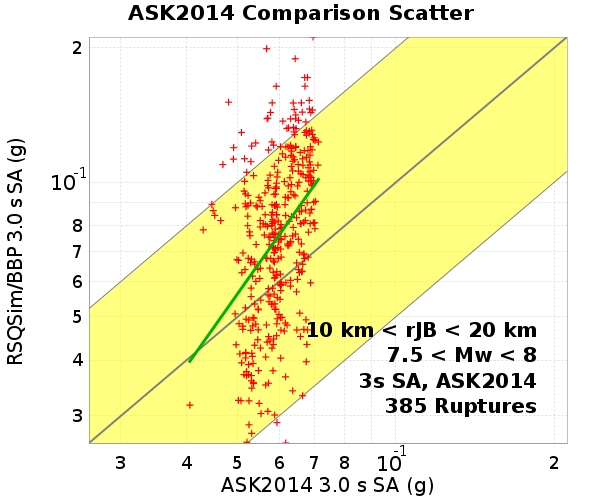 ASK2014 Comparison Scatter
RSQSim/BBP 3.0 s SA (g)
2
10-1
8
7
6
5
4
3
10 km < rJB < 20 km
7.5 < Mw < 8
3s SA, ASK2014
385 Ruptures
3 4 5 6 7 8 10-1 2
ASK2014 3.0 s SA (g)